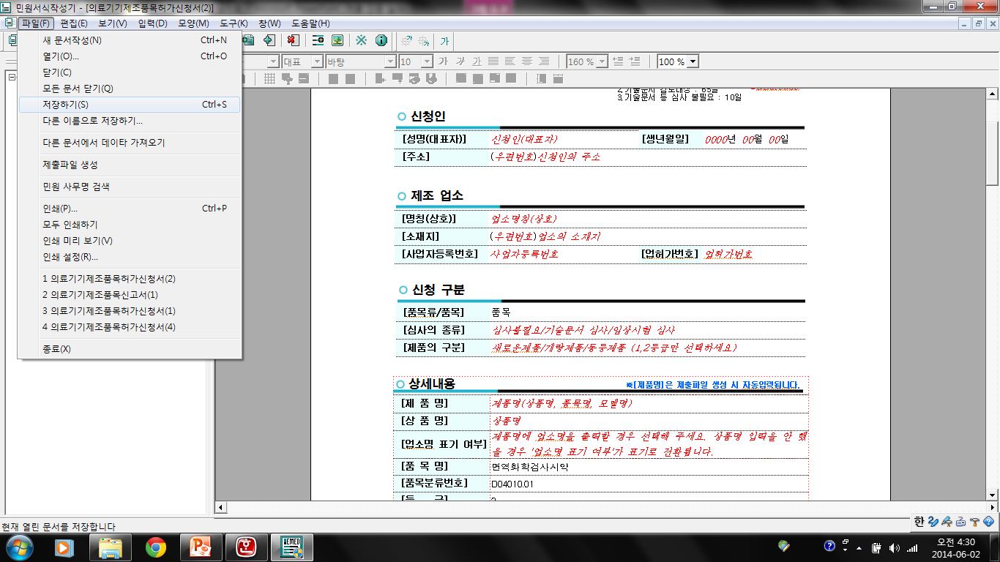 민원서식작성기 - [의료기기제조품목허가신청서(2)]
파일(F) 편집(E) 보기(V) 입력(D) 모양(M) 도구(K) 창(W) 도움말(H)
새 문서작성(N) Ctrl+N
열기(O)... Ctrl+O
닫기(C)
모든 문서 닫기(Q)
저장하기(S) Ctrl+S
다른 이름으로 저장하기...
다른 문서에서 데이타 가져오기
제출파일 생성
민원 사무명 검색
인쇄(P)... Ctrl+P
모두 인쇄하기
인쇄 미리 보기(V)
인쇄 설정(R)...
1 의료기기제조품목허가신청서(2)
2 의료기기제조품목신고서(1)
3 의료기기제조품목허가신청서(1)
4 의료기기제조품목허가신청서(4)
종료(X)
대표 바탕 10 160 % 100 %
3.기술문서 등 심사 불필요 : 10일
신청인
[성명(대표자)] 신청인(대표자) [생년월일] 0000년 00월 00일
[주소] (우편번호)신청인의 주소
제조 업소
[명칭(상호)] 업소명칭(상호)
[소재지] (우편번호)업소의 소재지
[사업자등록번호] 사업자등록번호 [업허가번호] 업허가번호
신청 구분
[품목류/품목] 품목
[심사의 종류] 심사불필요/기술문서 심사/임상시험 심사
[제품의 구분] 새로운제품/개량제품/동등제품 (1,2등급만 선택하세요)
상세내용 ※[제품명]은 제출파일 생성 시 자동입력됩니다.
[제 품 명] 제품명(상품명, 품목명, 모델명)
[상 품 명] 상품명
[업소명 표기 여부] 제품명에 업소명을 출력할 경우 선택해 주세요. 상품명 입력을 안 했
을 경우 '업소명 표기 여부'가 표기로 전환됩니다.
[품 목 명] 면역화학검사시약
[품목분류번호] D04010.01
현재 열린 문서를 저장합니다
한
오전 4:30
2014-06-02